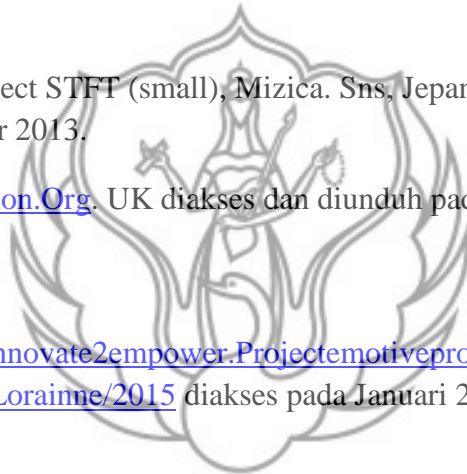 ect STFT (small), Mizica. Sns, Jepan
r 2013.
on.Org. UK diakses dan diunduh pad
nnovate2empower.Projectemotivepro
Lorainne/2015 diakses pada Januari 2